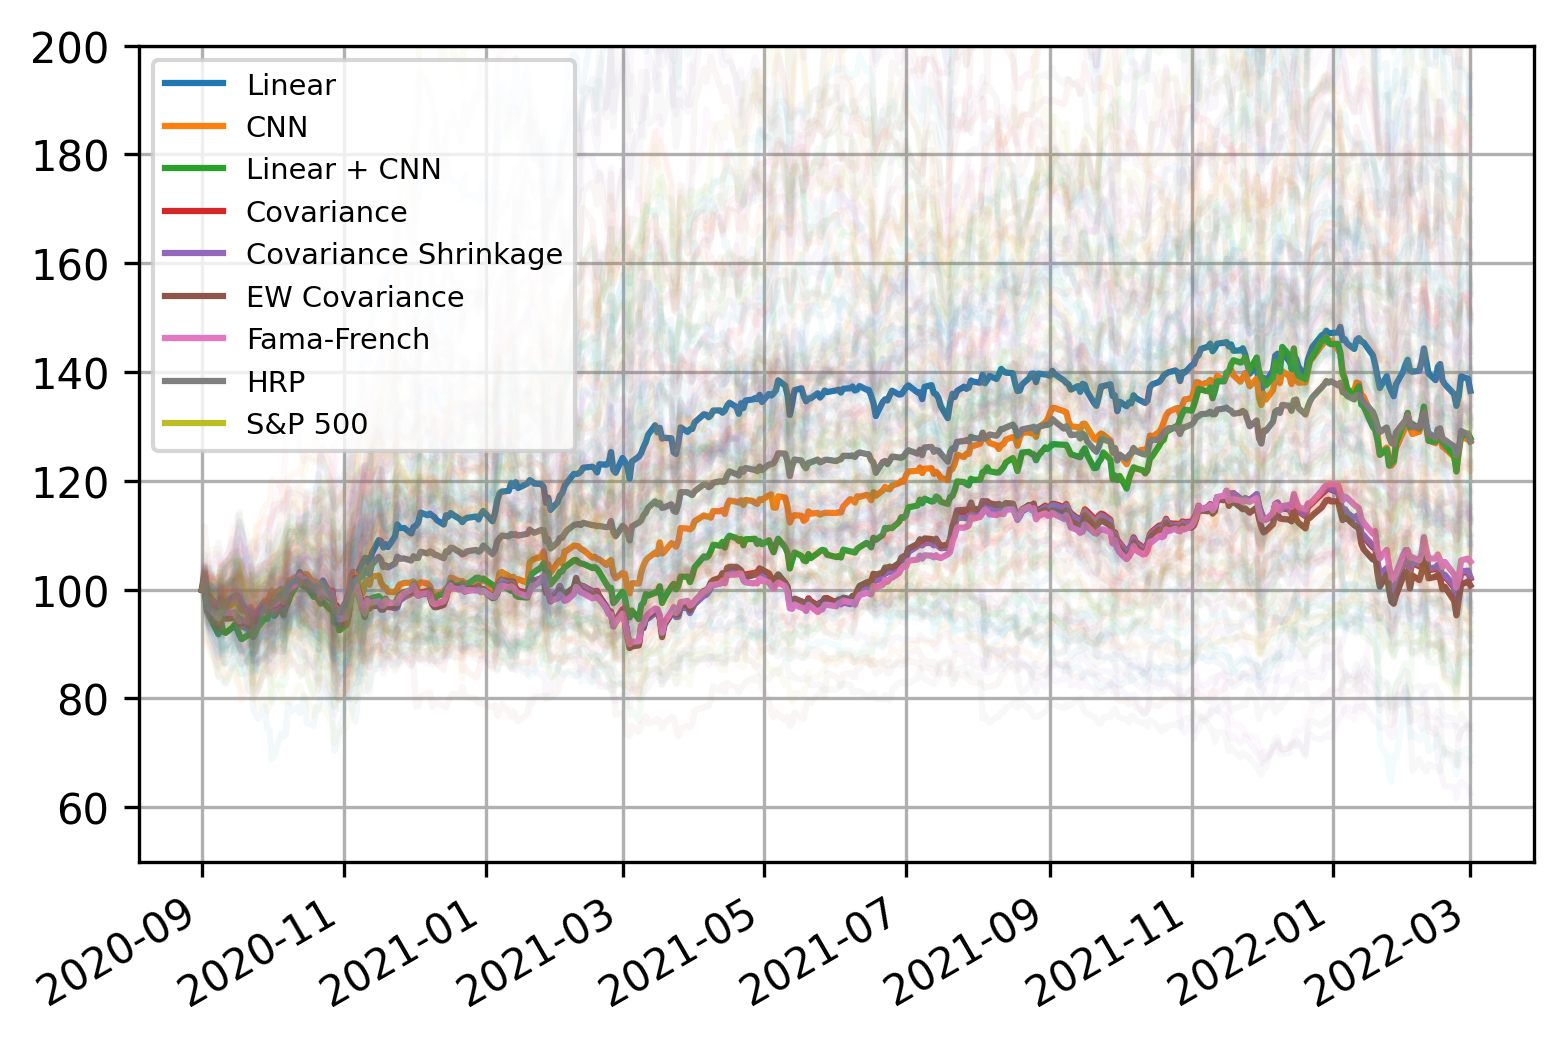 200
180
160
140
120
100
80
60
Linear
CNN
Linear + CNN
Covariance
Covariance Shrinkage
EW Covariance
Fama-French
HRP
S&P 500
2020-09
2020-11
2021-01
2021-03
2021-05
2021-07
2021-09
2021-11
2022-01
2022-03